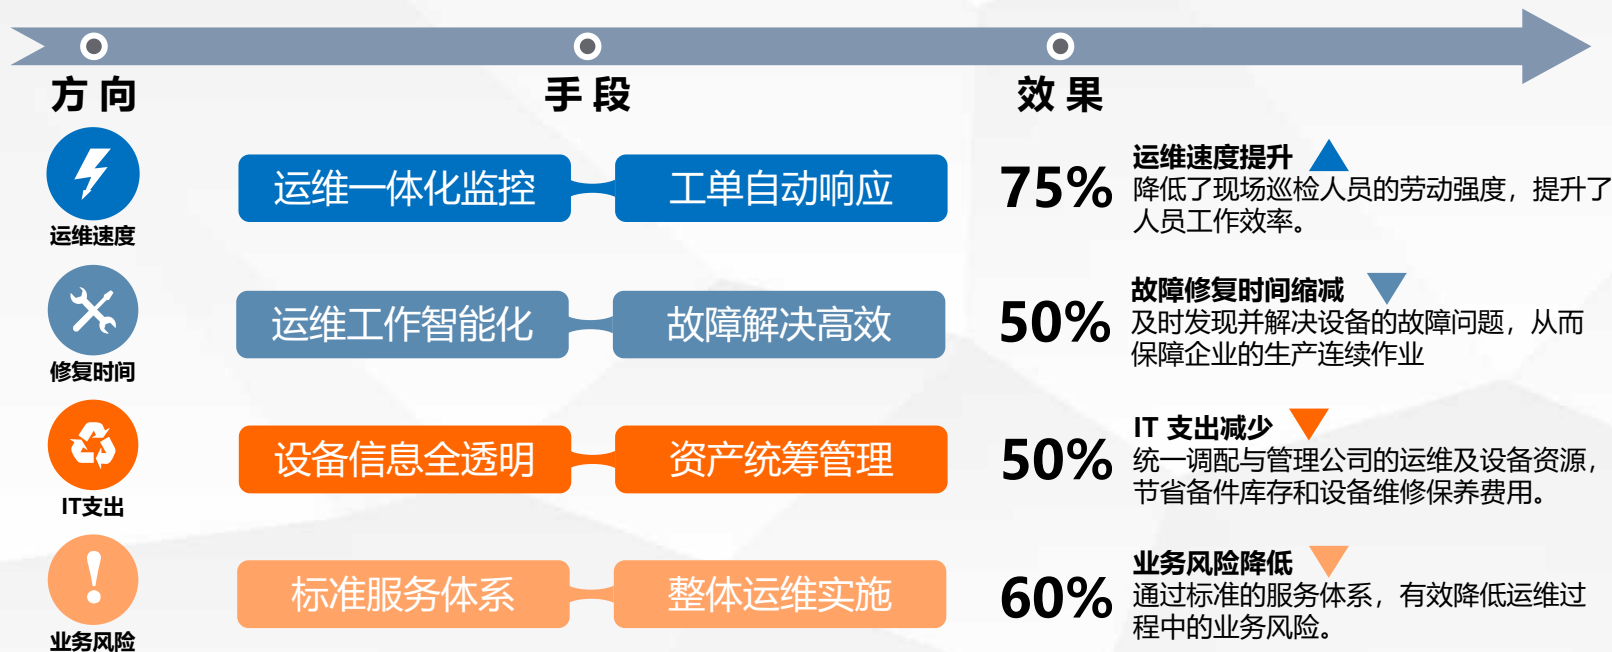 方向
手段
效果
运维速度
运维一体化监控
工单自动响应
75%
运维速度提升
降低了现场巡检人员的劳动强度，提升了
人员工作效率。
修复时间
运维工作智能化
故障解决高效
50%
故障修复时间缩减
及时发现并解决设备的故障问题，从而
保障企业的生产连续作业
IT支出
设备信息全透明
资产统筹管理
50%
IT 支出减少
统一调配与管理公司的运维及设备资源，
节省备件库存和设备维修保养费用。
业务风险
标准服务体系
整体运维实施
60%
业务风险降低
通过标准的服务体系，有效降低运维过
程中的业务风险。